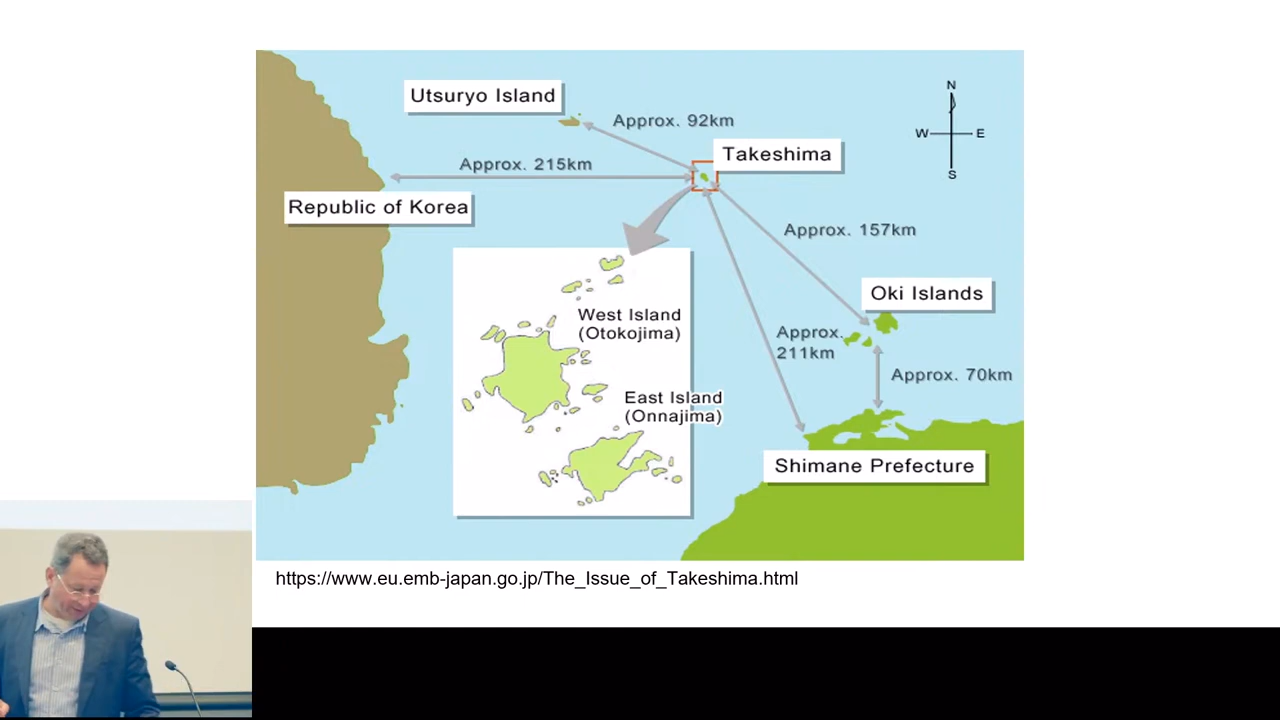 N
Utsuryo Island
Approx. 92km
W
E
Takeshima
Approx. 215km
S
Republic of Korea
Approx. 157km
Oki Islands
West Island
(Otokojima)
Approx.
211km
Approx. 70km
East Island
(Onnajima)
Shimane Prefecture
https://www.eu.emb-japan.go.jp/The_Issue_of_Takeshima.html